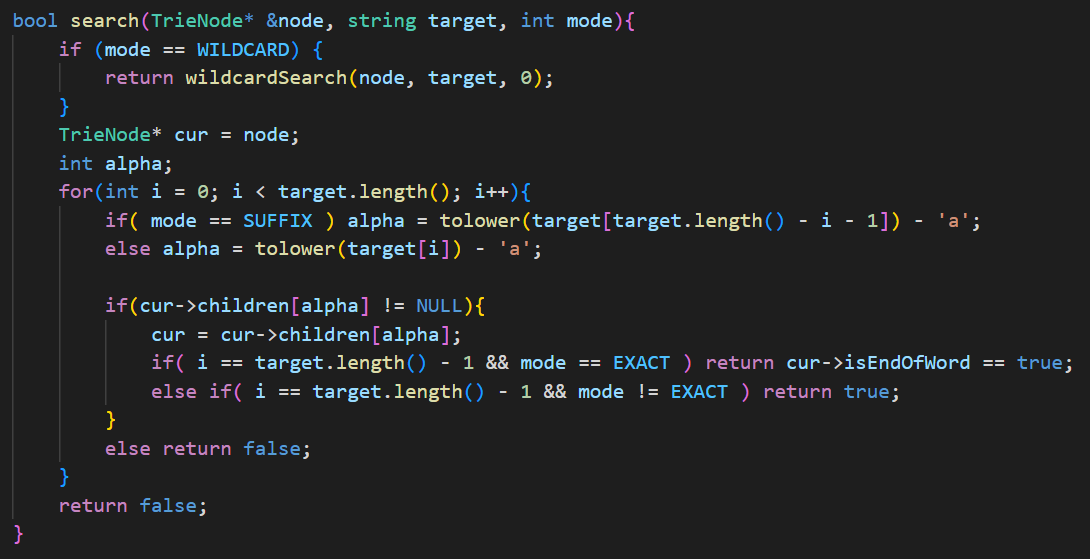 bool search(TrieNode* &node, string target, int mode){
    if (mode == WILDCARD) {
        return wildcardSearch(node, target, 0);
    }
    TrieNode* cur = node;
    int alpha;
    for(int i = 0; i < target.length(); i++){
        if( mode == SUFFIX ) alpha = tolower(target[target.length() - i - 1]) - 'a';
        else alpha = tolower(target[i]) - 'a';

        if(cur->children[alpha] != NULL){
            cur = cur->children[alpha];
            if( i == target.length() - 1 && mode == EXACT ) return cur->isEndOfWord == true;
            else if( i == target.length() - 1 && mode != EXACT ) return true;
        }
        else return false;
    }
    return false;
}